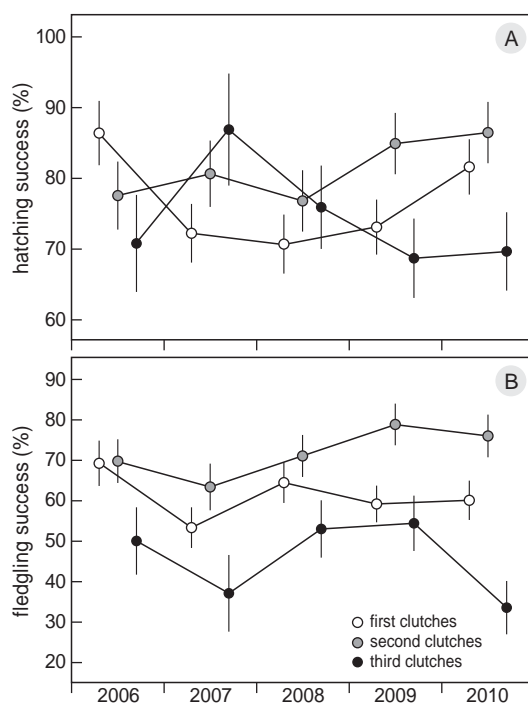 100
A
90
80
70
60
hatching success (%)
90
B
80
70
60
50
40
30
20
fledgling success (%)
first clutches
second clutches
third clutches
2006 2007 2008 2009 2010